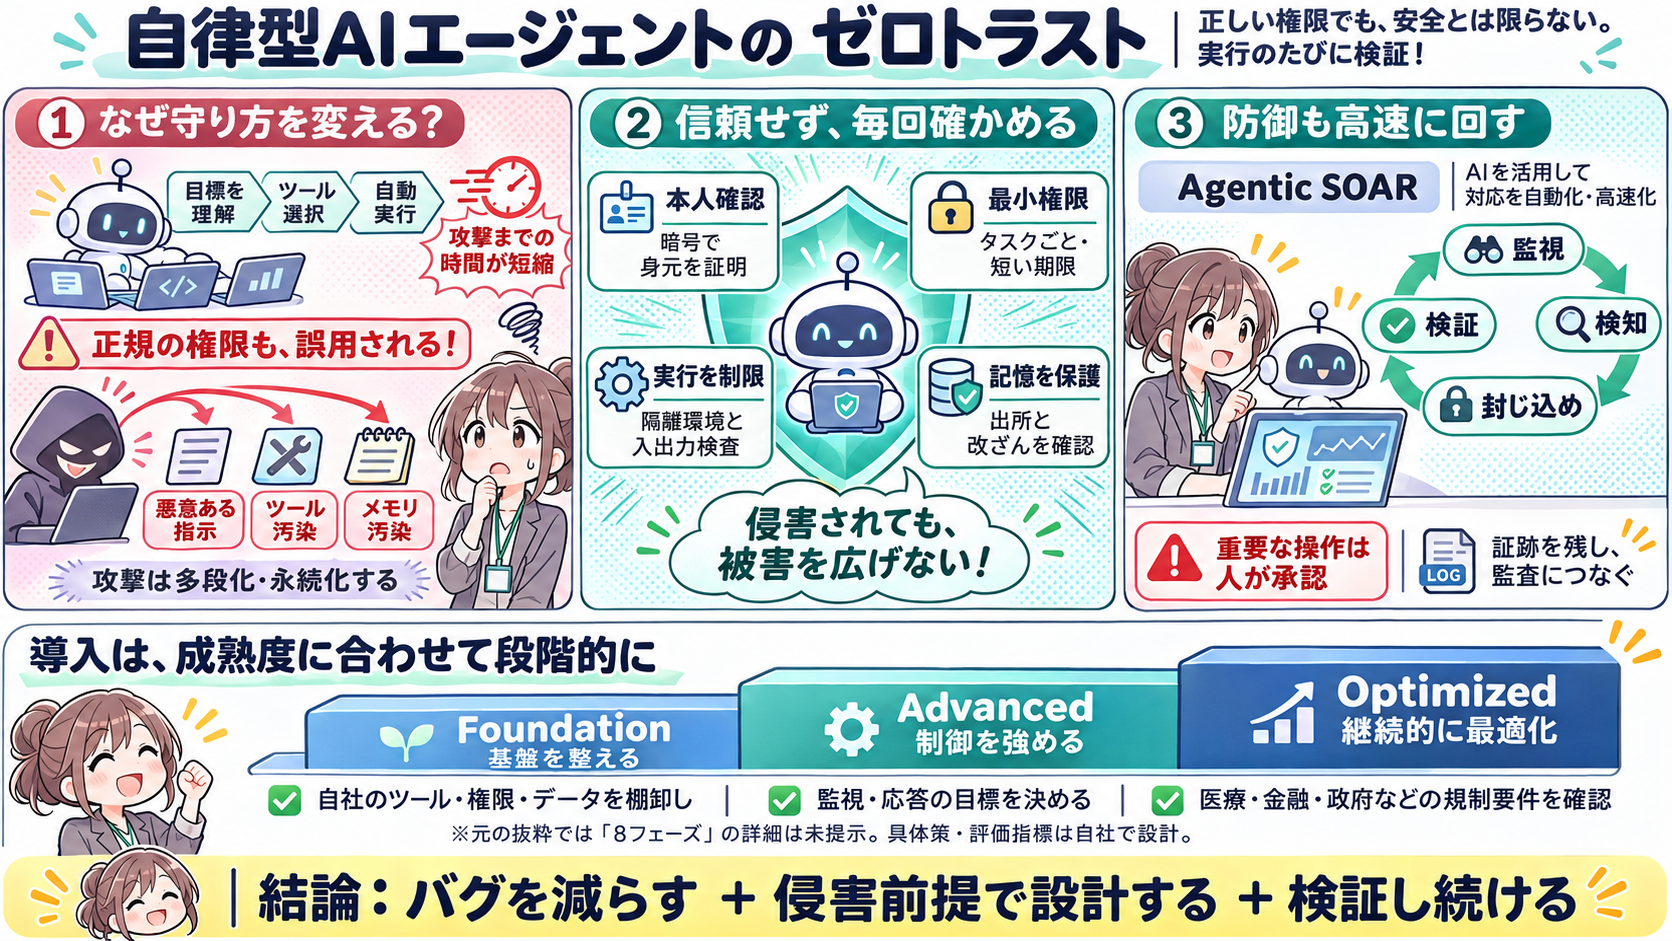 自律型AIエージェントの ゼロトラスト
正しい権限でも、安全とは限らない。
実行のたびに検証！
1 なぜ守り方を変える？
目標を
理解
ツール
選択
自動
実行
攻撃までの
時間が短縮
正規の権限も、誤用される！
悪意ある
指示
ツール
汚染
メモリ
汚染
攻撃は多段化・永続化する
2 信頼せず、毎回確かめる
本人確認
暗号で
身元を証明
最小権限
タスクごと・
短い期限
実行を制限
隔離環境と
入出力検査
記憶を保護
出所と
改ざんを確認
侵害されても、
被害を広げない！
3 防御も高速に回す
Agentic SOAR
AIを活用して
対応を自動化・高速化
監視
検知
封じ込め
検証
重要な操作は
人が承認
LOG
証跡を残し、
監査につなぐ
導入は、成熟度に合わせて段階的に
Foundation
基盤を整える
Advanced
制御を強める
Optimized
継続的に最適化
自社のツール・権限・データを棚卸し
監視・応答の目標を決める
医療・金融・政府などの規制要件を確認
※元の抜粋では「8フェーズ」の詳細は未提示。具体策・評価指標は自社で設計。
結論：バグを減らす + 侵害前提で設計する + 検証し続ける